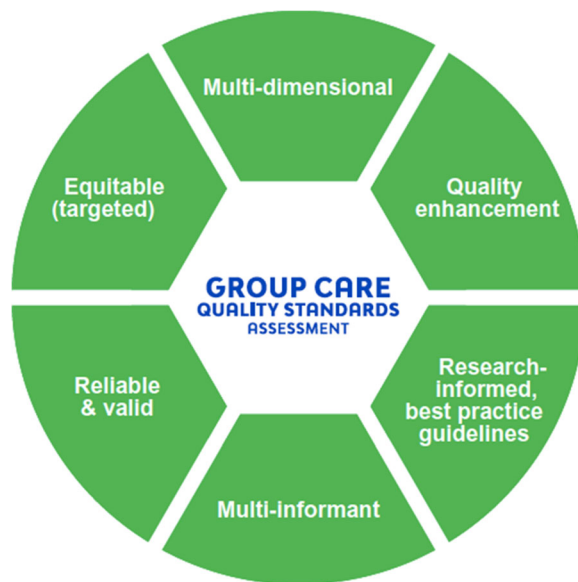 Multi-dimensional
Quality
enhancement
Research-
informed,
best practice
guidelines
Multi-informant
Reliable
& valid
Equitable
(targeted)
GROUP CARE
QUALITY STANDARDS
ASSESSMENT